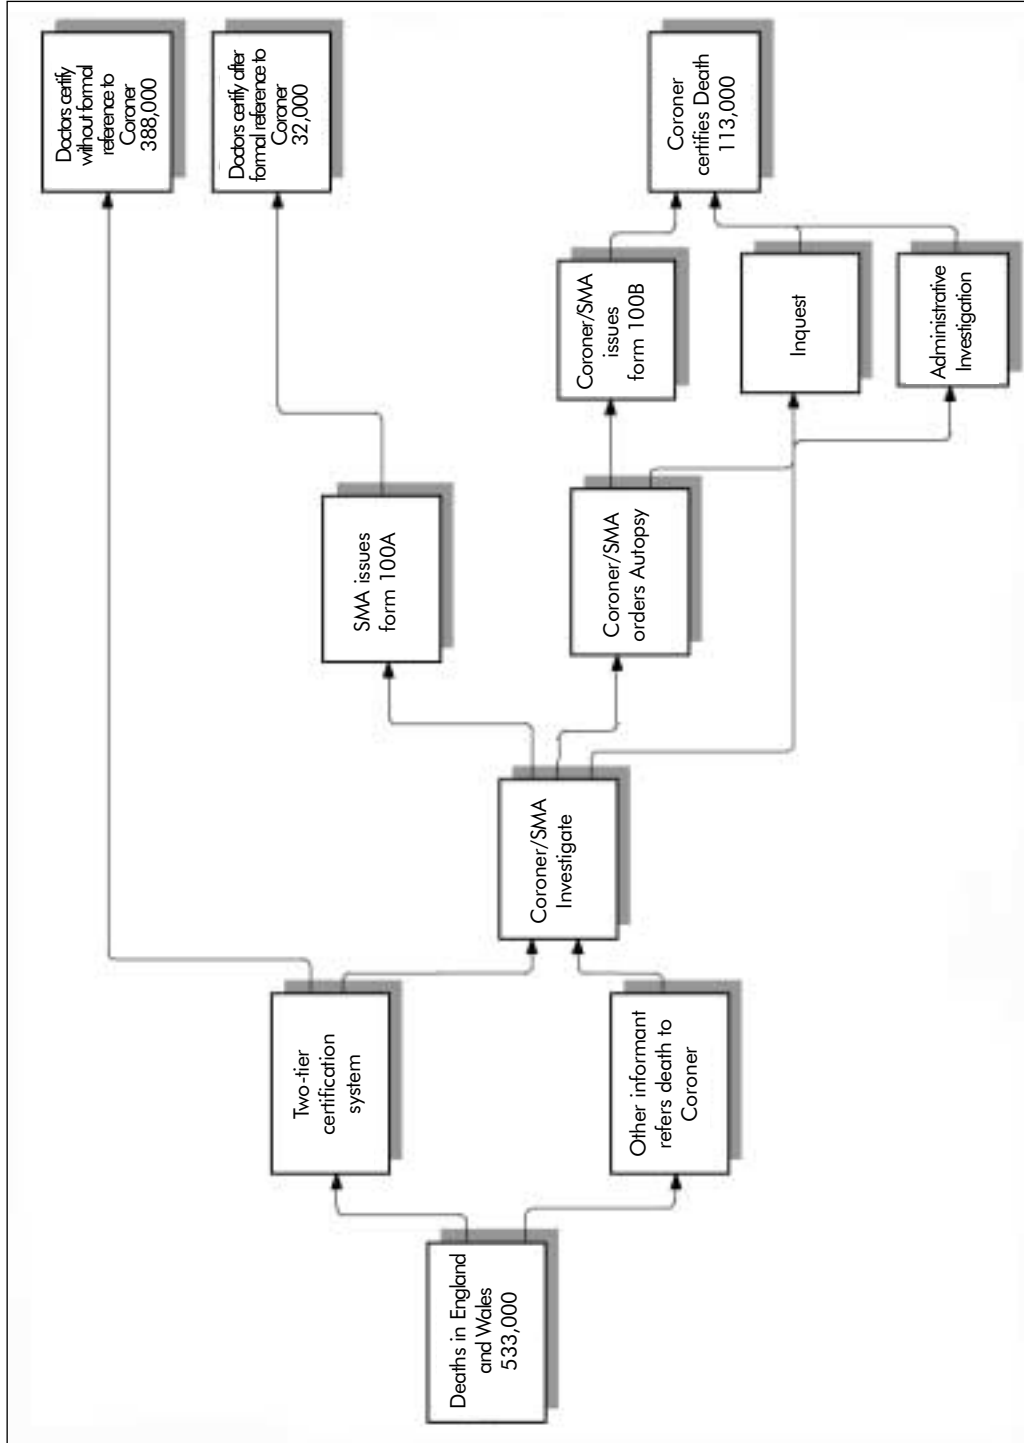 Deaths in England
and Wales
533,000
Two-tier
certification
system
Other informant
refers death to
Coroner
Coroner/SMA
Investigate
SMA issues
form 100A
Coroner/SMA
orders Autopsy
Coroner/SMA
issues
form 100B
Inquest
Administrative
Investigation
Doctors certify
without formal
reference to
Coroner
388,000
Doctors certify after
formal reference to
Coroner
32,000
Coroner
certifies Death
113,000